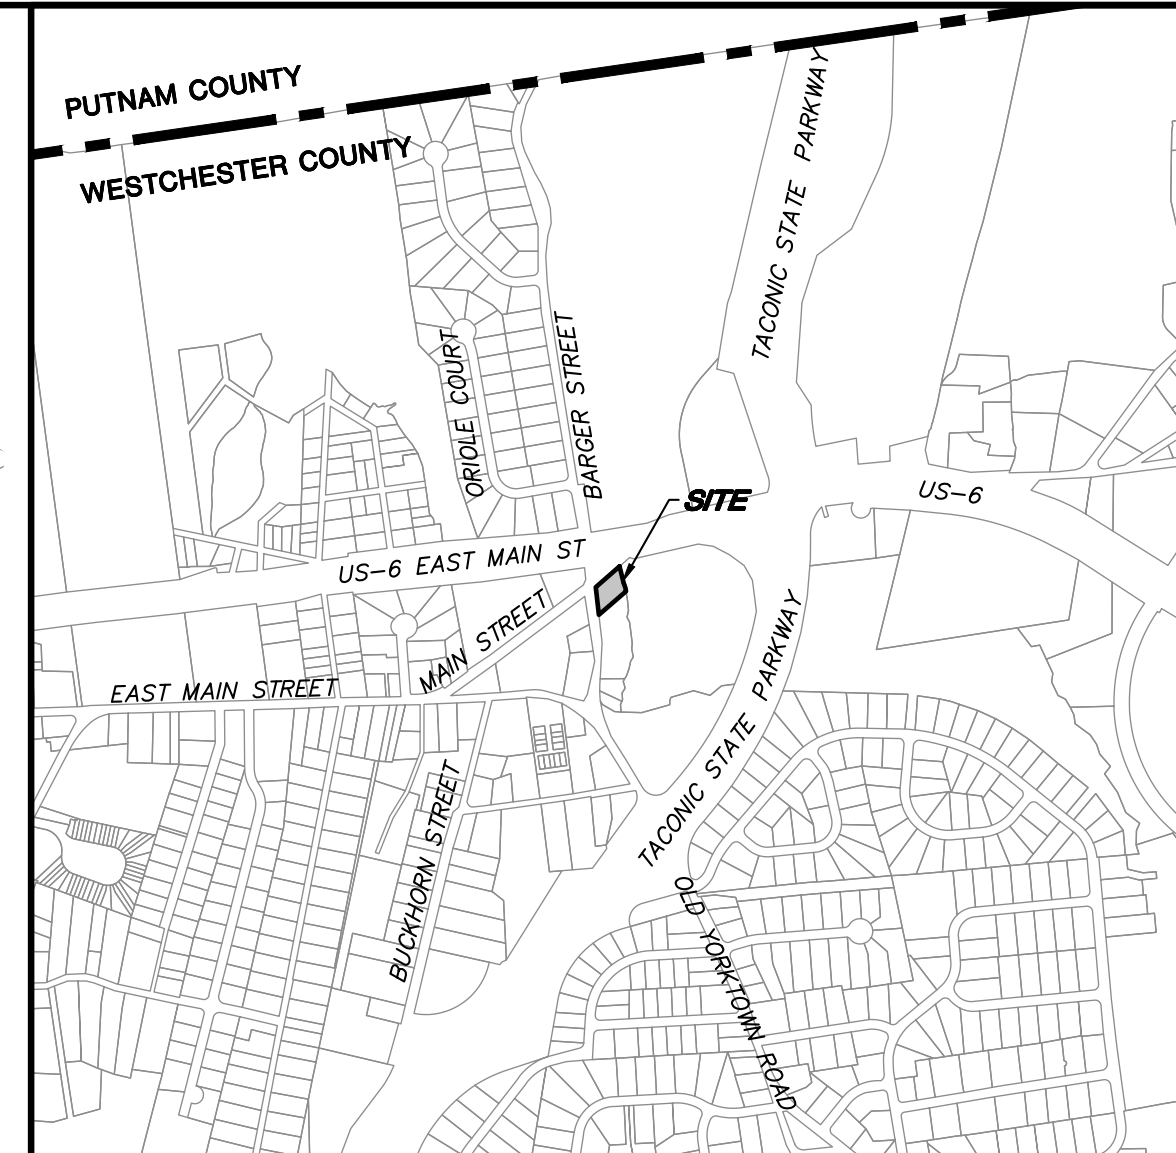 PUTNAM COUNTY
WESTCHESTER COUNTY
TACONIC STATE PARKWAY
ORIOLE COURT
BARGER STREET
SITE
US-6
US-6 EAST MAIN ST
MAIN STREET
EAST MAIN STREET
TACONIC STATE PARKWAY
BUCKHORN STREET
OLD YORKTOWN ROAD